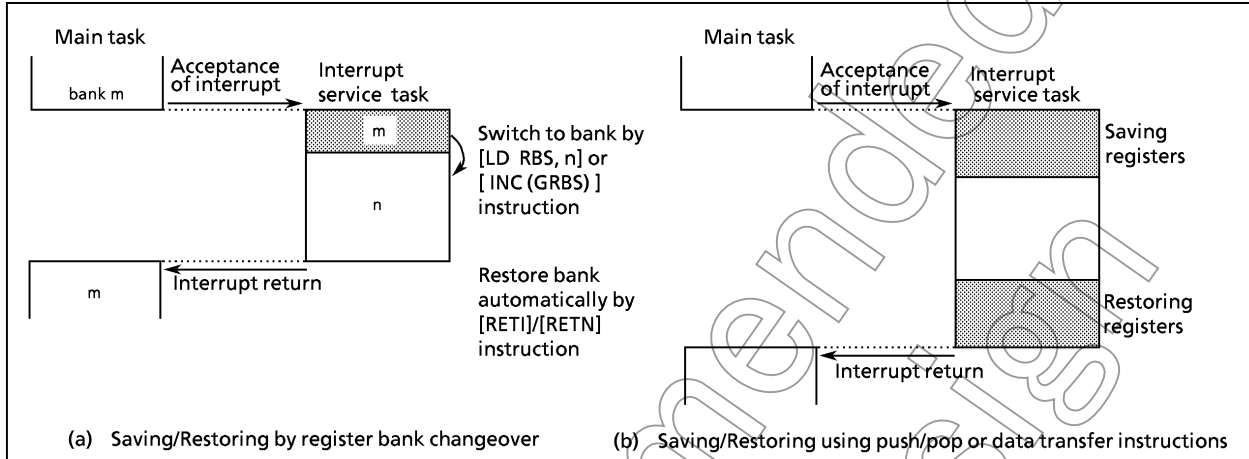 Main task
bank m
Acceptance
of interrupt
Interrupt
service task
m
n
Switch to bank by
[LD RBS, n] or
[ INC (GRBS) ]
instruction
Interrupt return
m
Restore bank
automatically by
[RETI]/[RETN]
instruction
(a) Saving/Restoring by register bank changeover
Main task
Acceptance
of interrupt
Interrupt
service task
Saving
registers
Restoring
registers
Interrupt return
(b) Saving/Restoring using push/pop or data transfer instructions
mended
sign